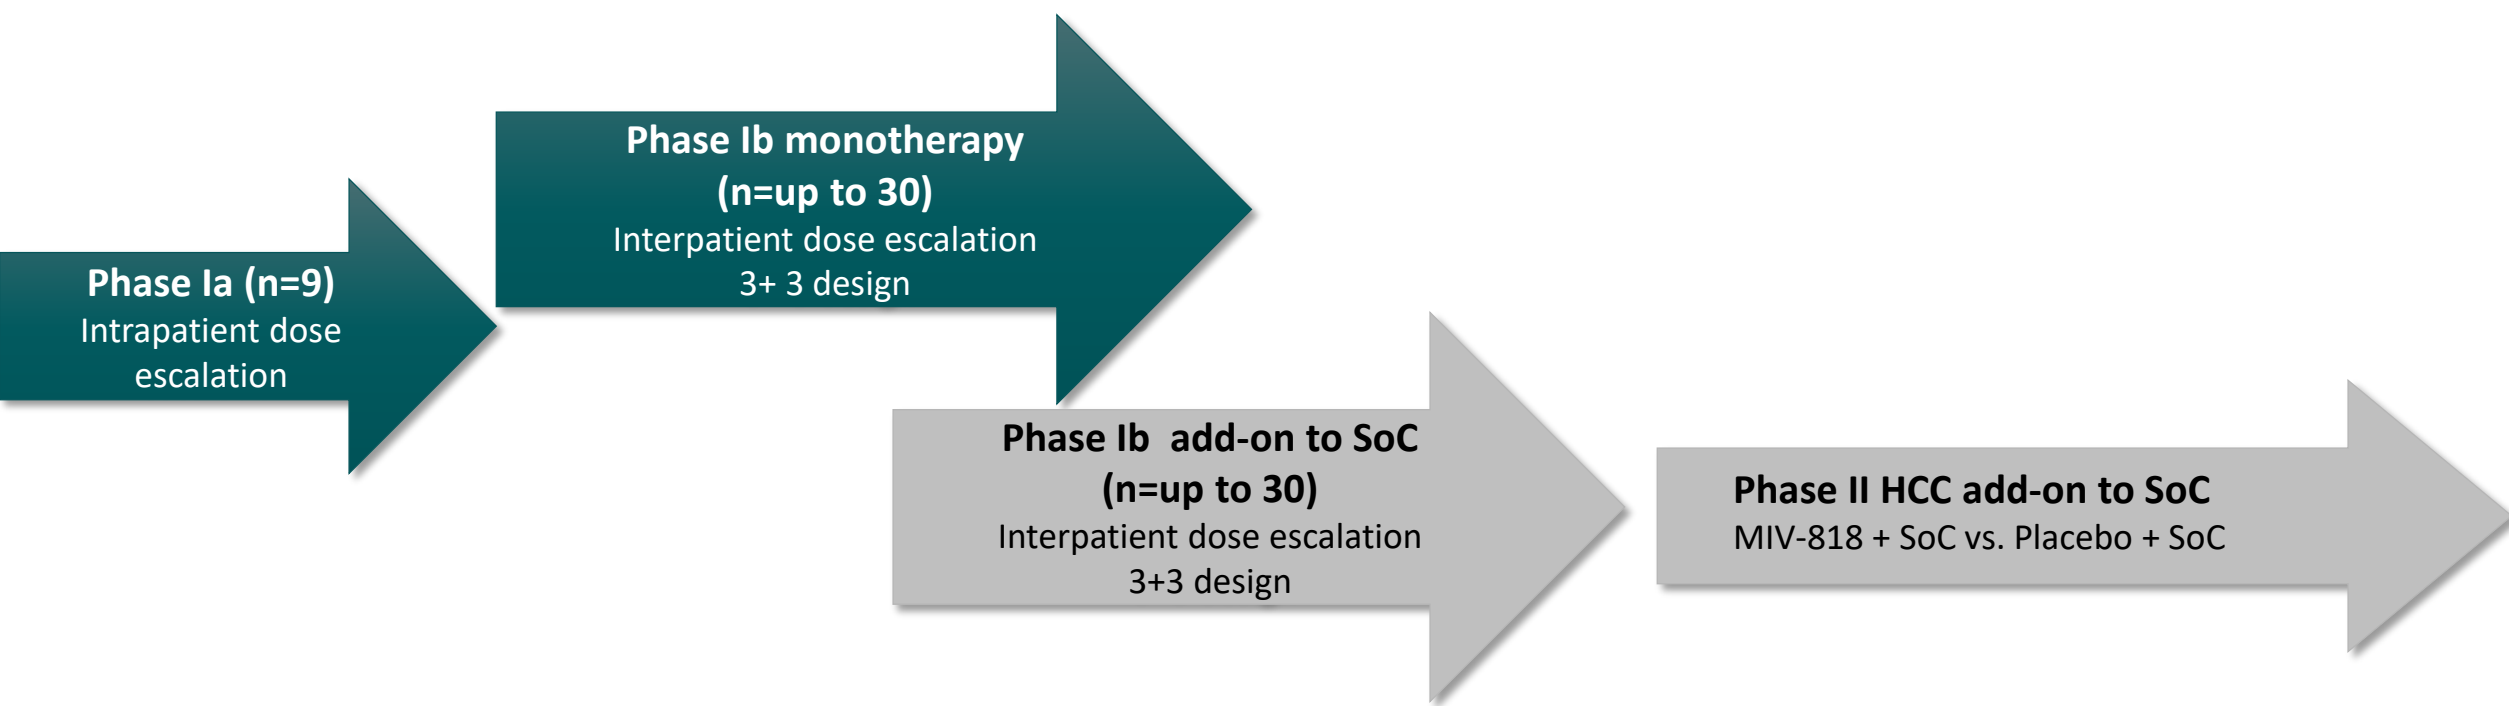 Phase Ia (n=9)
Intrapatient dose
escalation
Phase Ib monotherapy
(n=up to 30)
Interpatient dose escalation
3+ 3 design
Phase Ib  add-on to SoC
(n=up to 30)
Interpatient dose escalation
3+3 design
Phase II HCC add-on to SoC
MIV-818 + SoC vs. Placebo + SoC